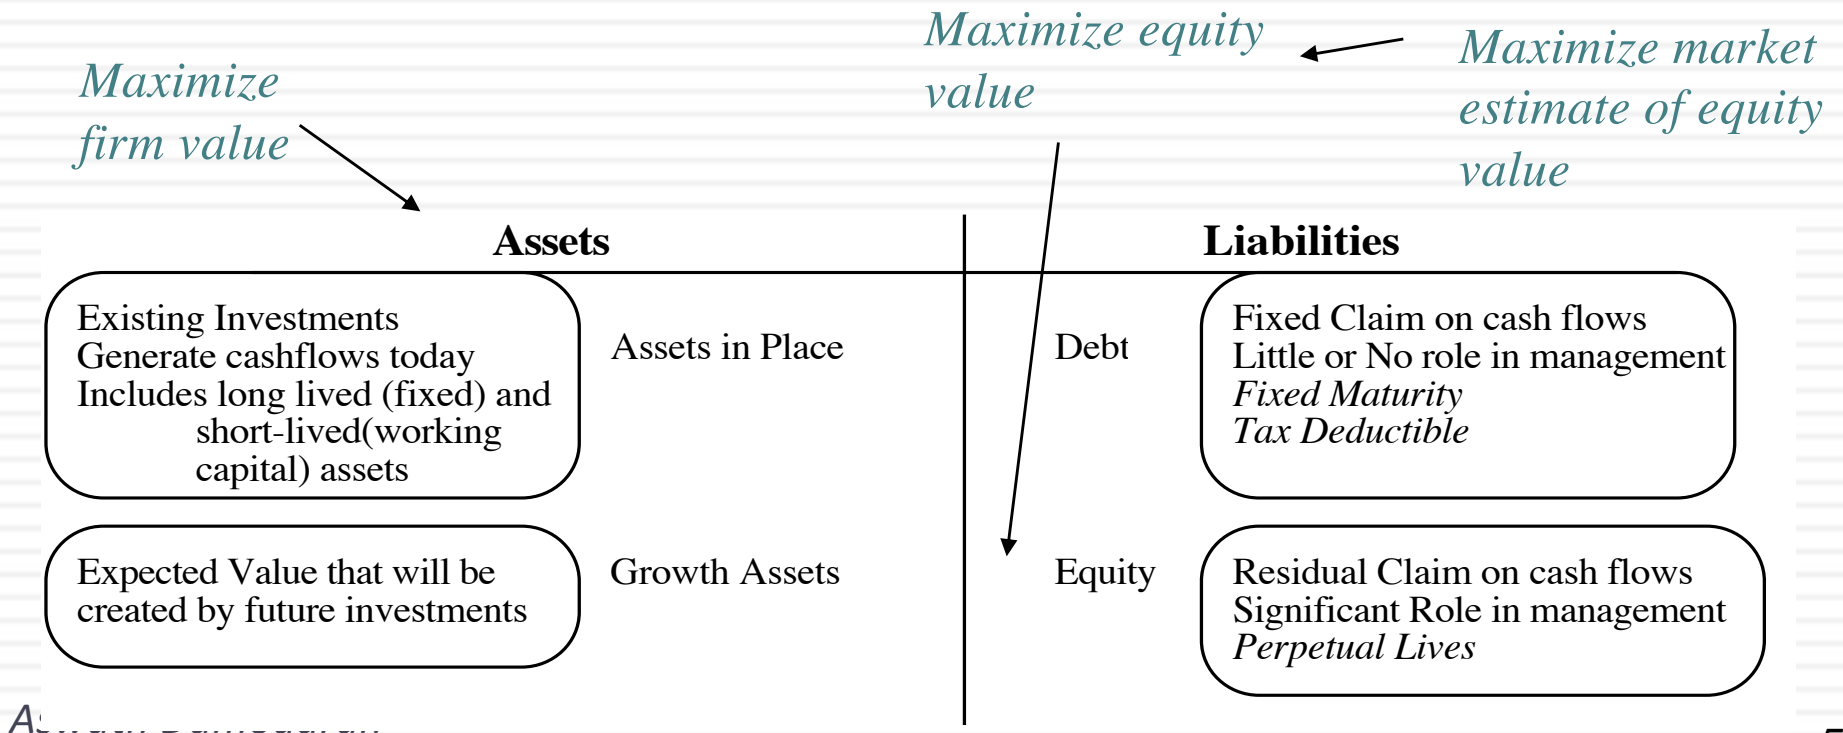 Maximize equity
value
Maximize market
estimate of equity
value
Maximize
firm value
Assets
Liabilities
Existing Investments
Generate cashflows today
Includes long lived (fixed) and
short-lived(working
capital) assets
Assets in Place
Debt
Fixed Claim on cash flows
Little or No role in management
Fixed Maturity
Tax Deductible
Expected Value that will be
created by future investments
Growth Assets
Equity
Residual Claim on cash flows
Significant Role in management
Perpetual Lives